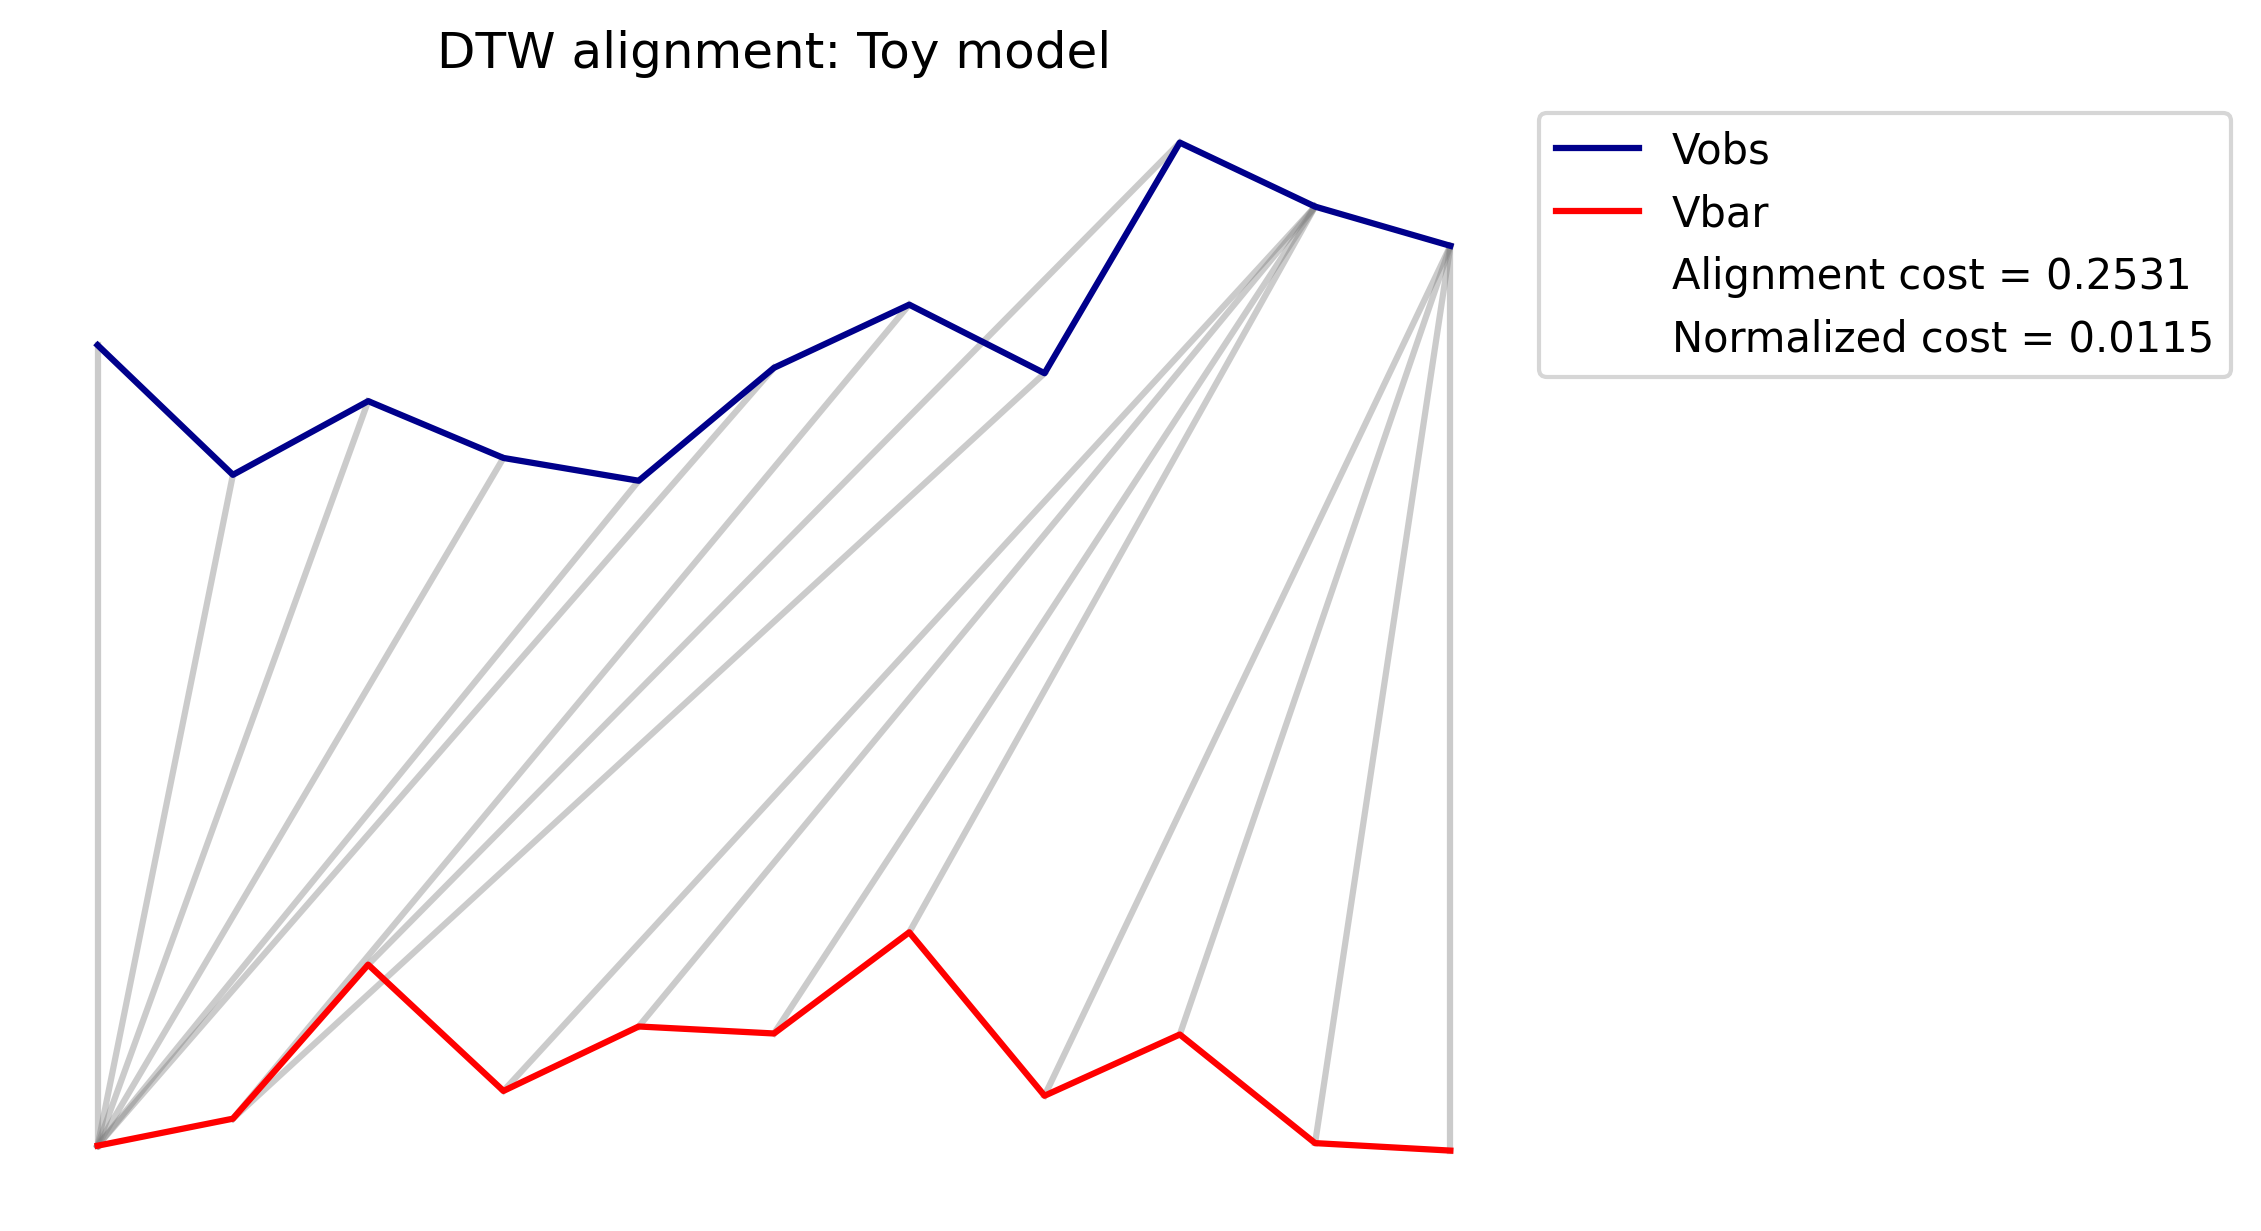 DTW alignment: Toy model
Vobs
Vbar
Alignment cost = 0.2531
Normalized cost = 0.0115